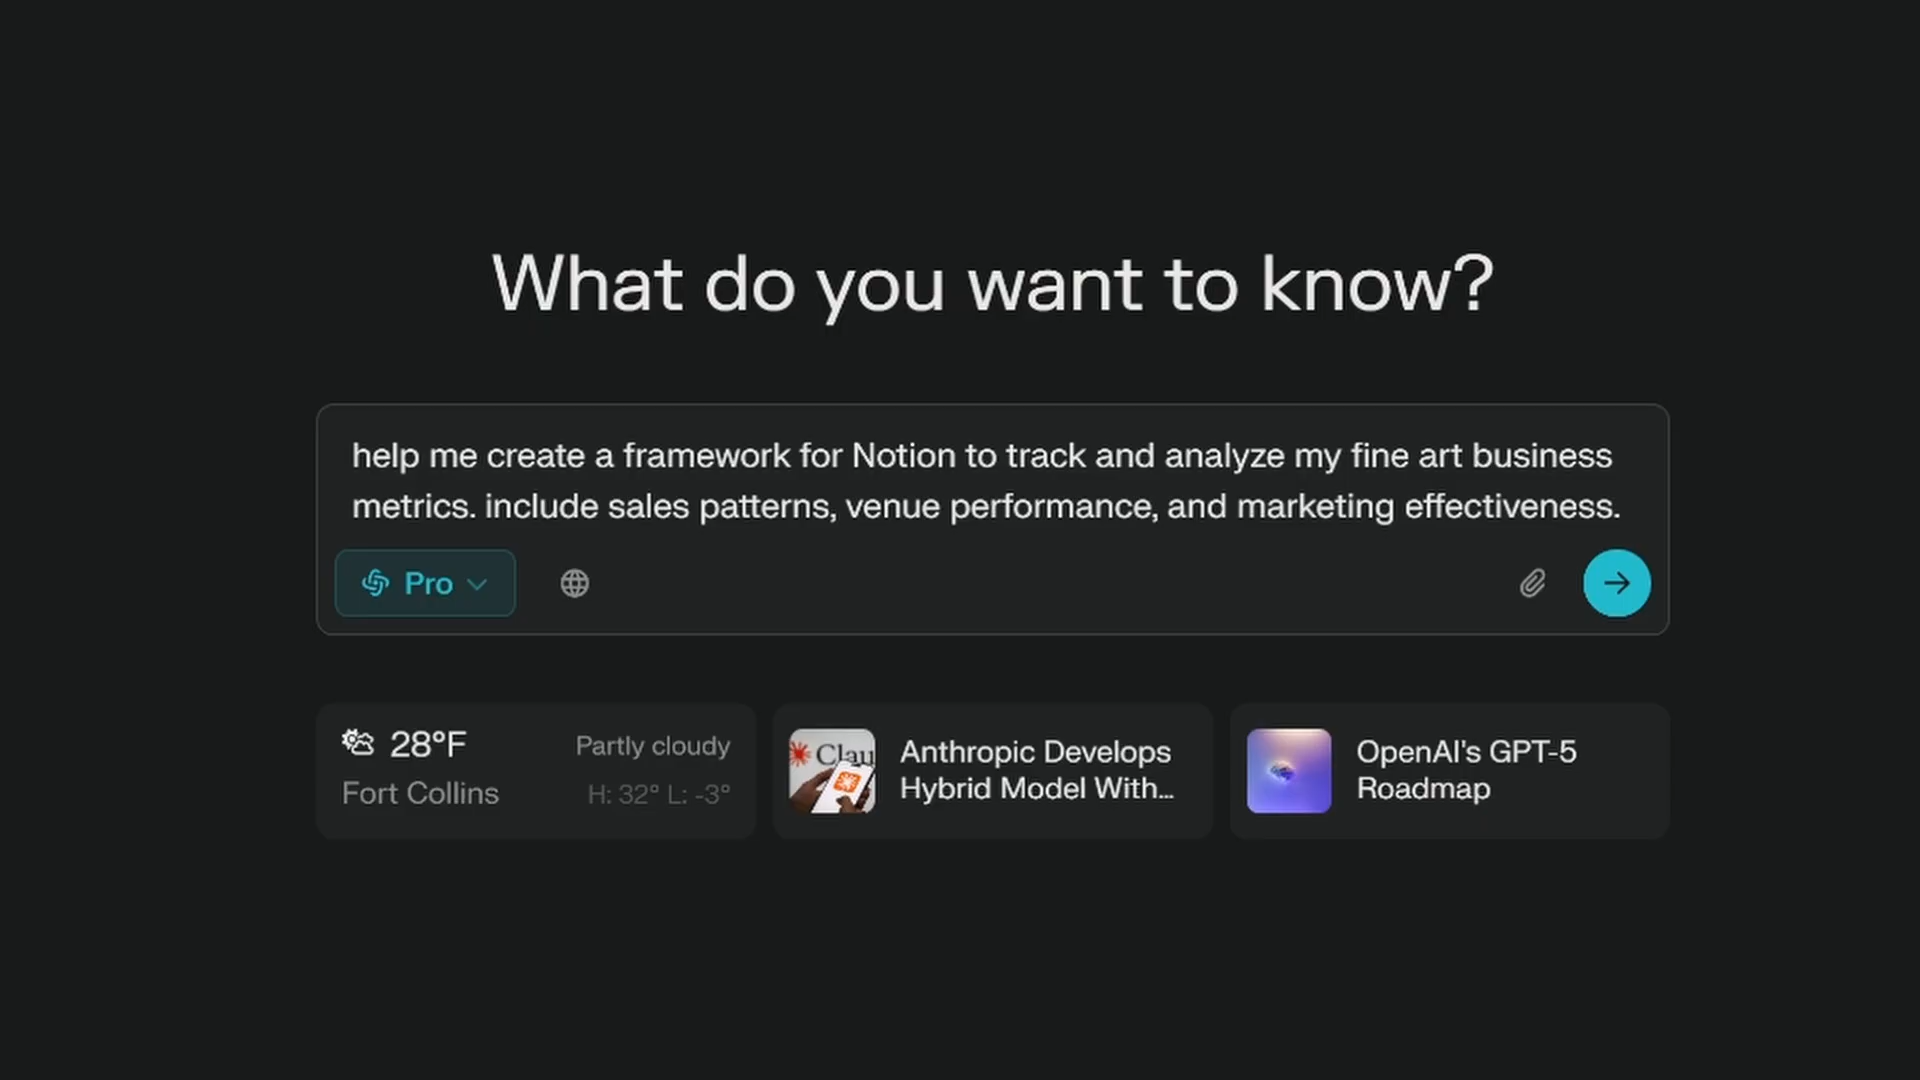 What do you want to know?
help me create a framework for Notion to track and analyze my fine art business
metrics. include sales patterns, venue performance, and marketing effectiveness.
Pro
28°F
Partly cloudy
Fort Collins
H: 32° L: -3°
Clau
Anthropic Develops
Hybrid Model With...
OpenAI's GPT-5
Roadmap